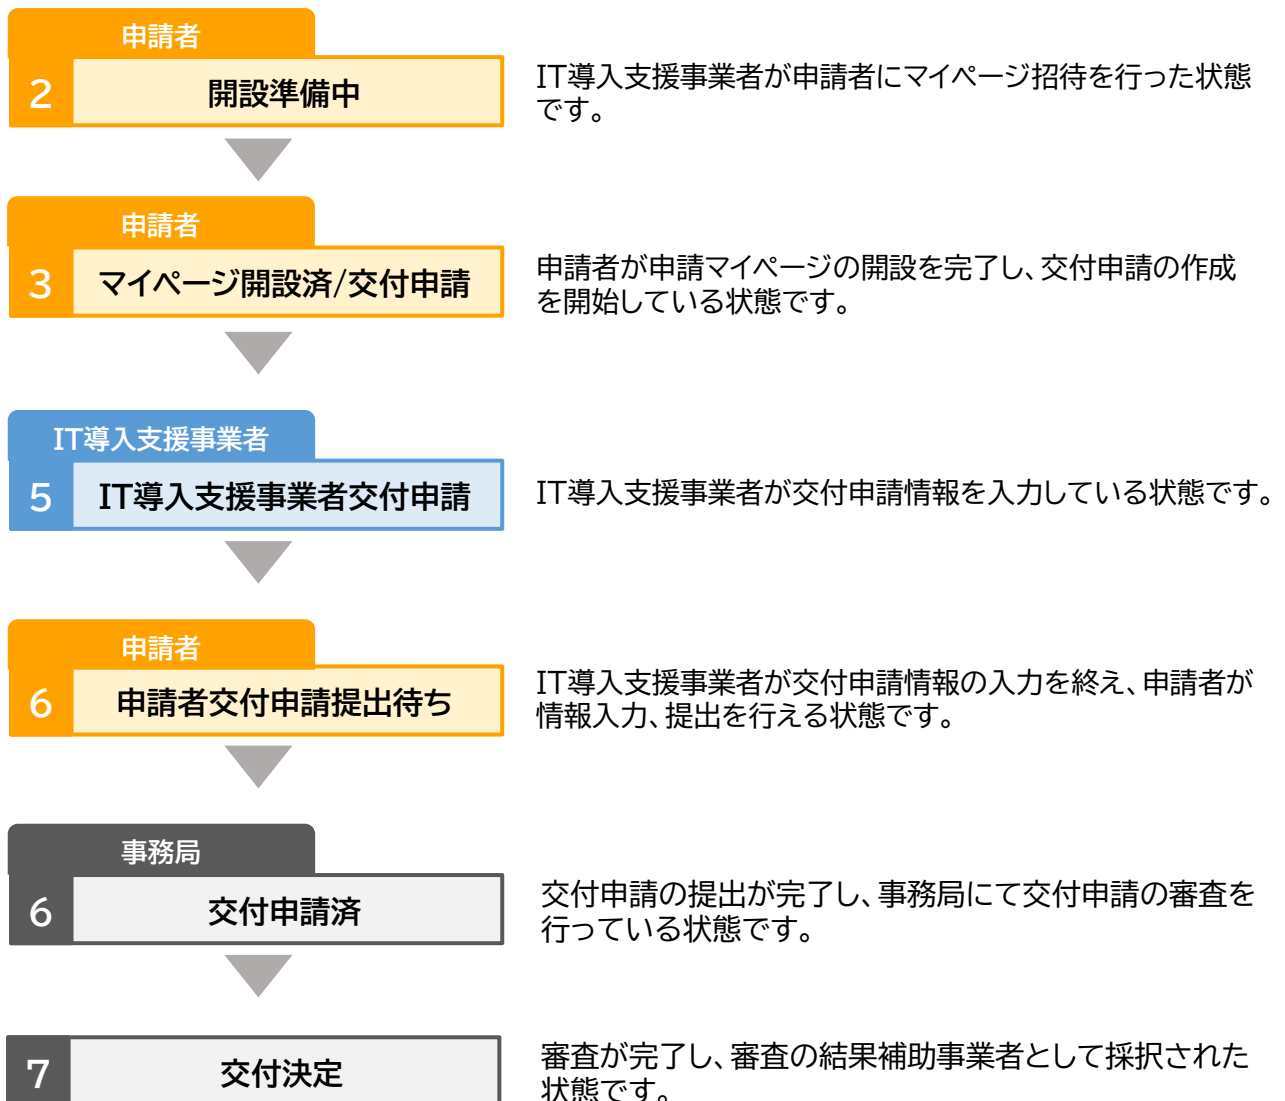 申請者
2 開設準備中
IT導入支援事業者が申請者にマイページ招待を行った状態
です。
申請者
3 マイページ開設済/交付申請
申請者が申請マイページの開設を完了し、交付申請の作成
を開始している状態です。
IT導入支援事業者
5 IT導入支援事業者交付申請
IT導入支援事業者が交付申請情報を入力している状態です。
申請者
6 申請者交付申請提出待ち
IT導入支援事業者が交付申請情報の入力を終え、申請者が
情報入力、提出を行える状態です。
事務局
6 交付申請済
交付申請の提出が完了し、事務局にて交付申請の審査を
行っている状態です。
7 交付決定
審査が完了し、審査の結果補助事業者として採択された
状態です。